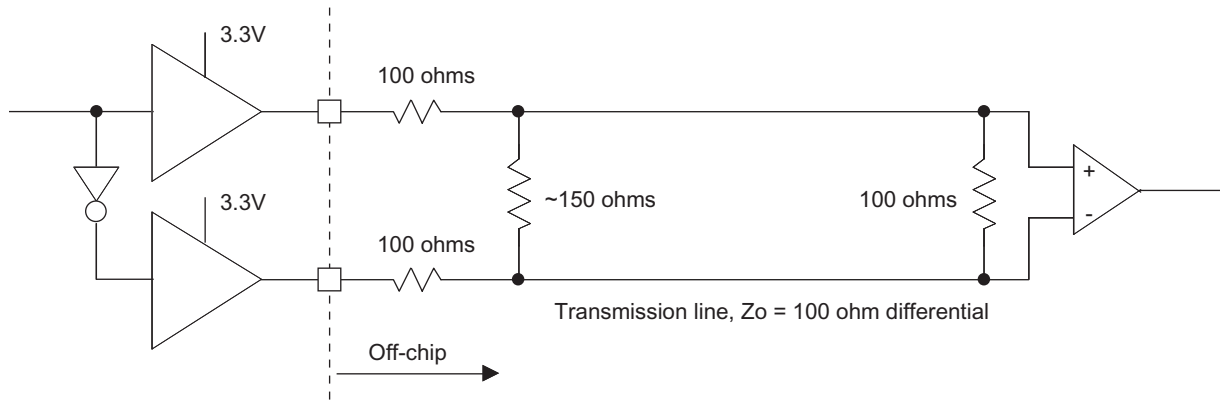 3.3V
100 ohms
3.3V
~150 ohms
100 ohms
100 ohms
+
-
Transmission line, Zo = 100 ohm differential
Off-chip